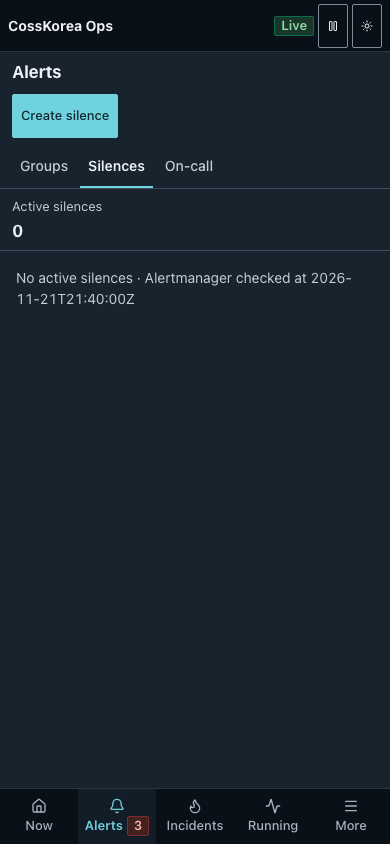 CossKorea Ops
Live
Alerts
Create silence
Groups Silences On-call
Active silences
0
No active silences · Alertmanager checked at 2026-
11-21T21:40:00Z
Now Alerts 3 Incidents Running More